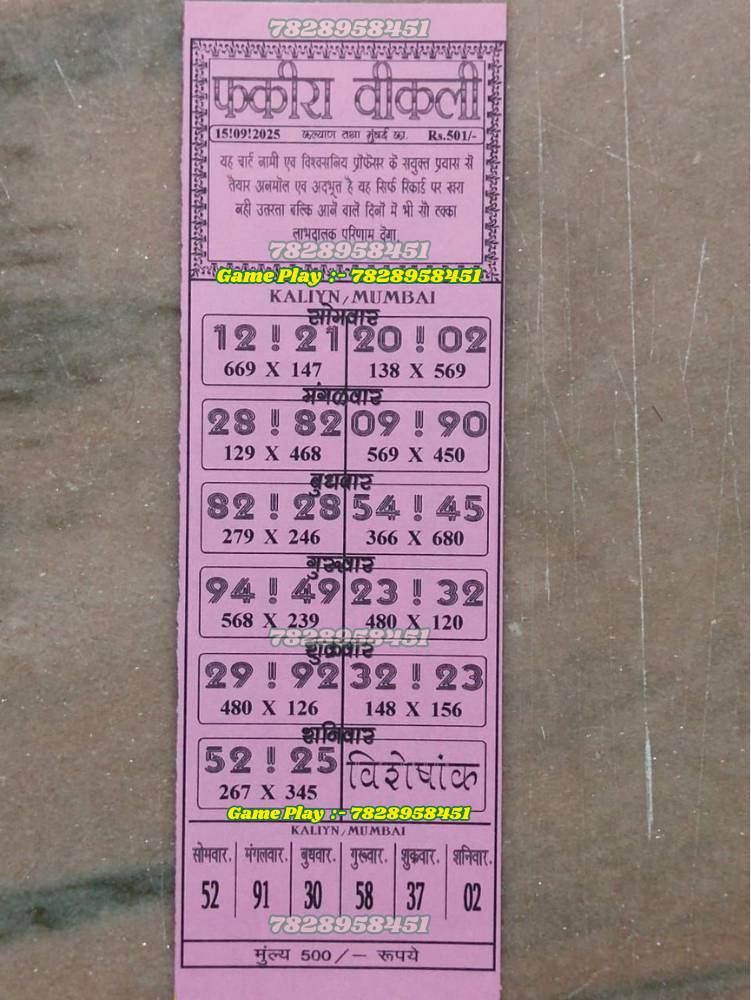 7828958451
फकीरा वीकली
15!09!2025 कल्याण तथा मुंबई का. Rs.501/-
यह चार्ट नामी एव विश्वसनिय प्रोफेसर के सयुक्त प्रयास से
तैयार अनमोल एव अदभुत है यह सिर्फ रिकार्ड पर खरा
नही उतरता बल्कि आने वाले दिनों में भी सौ टक्का
लाभदालक परिणाम देगा
7828958451
Game Play :- 7828958451
KALIYN/MUMBAI
सोमवार
12 ! 21 20 ! 02
669 X 147 138 X 569
मंगळवार
28 ! 82 09 ! 90
129 X 468 569 X 450
बुधवार
82 ! 28 54 ! 45
279 X 246 366 X 680
गुरूवार
94 ! 49 23 ! 32
568 X 239 480 X 120
7828958451
शुक्रवार
29 ! 92 32 ! 23
480 X 126 148 X 156
शनिवार
52 ! 25 विशेषांक
267 X 345
Game Play :- 7828958451
KALIYN/MUMBAI
सोमवार. मंगलवार. बुधवार. गुरूवार. शुक्रवार. शनिवार.
52 91 30 58 37 02
7828958451
मुंल्य 500/- रूपये